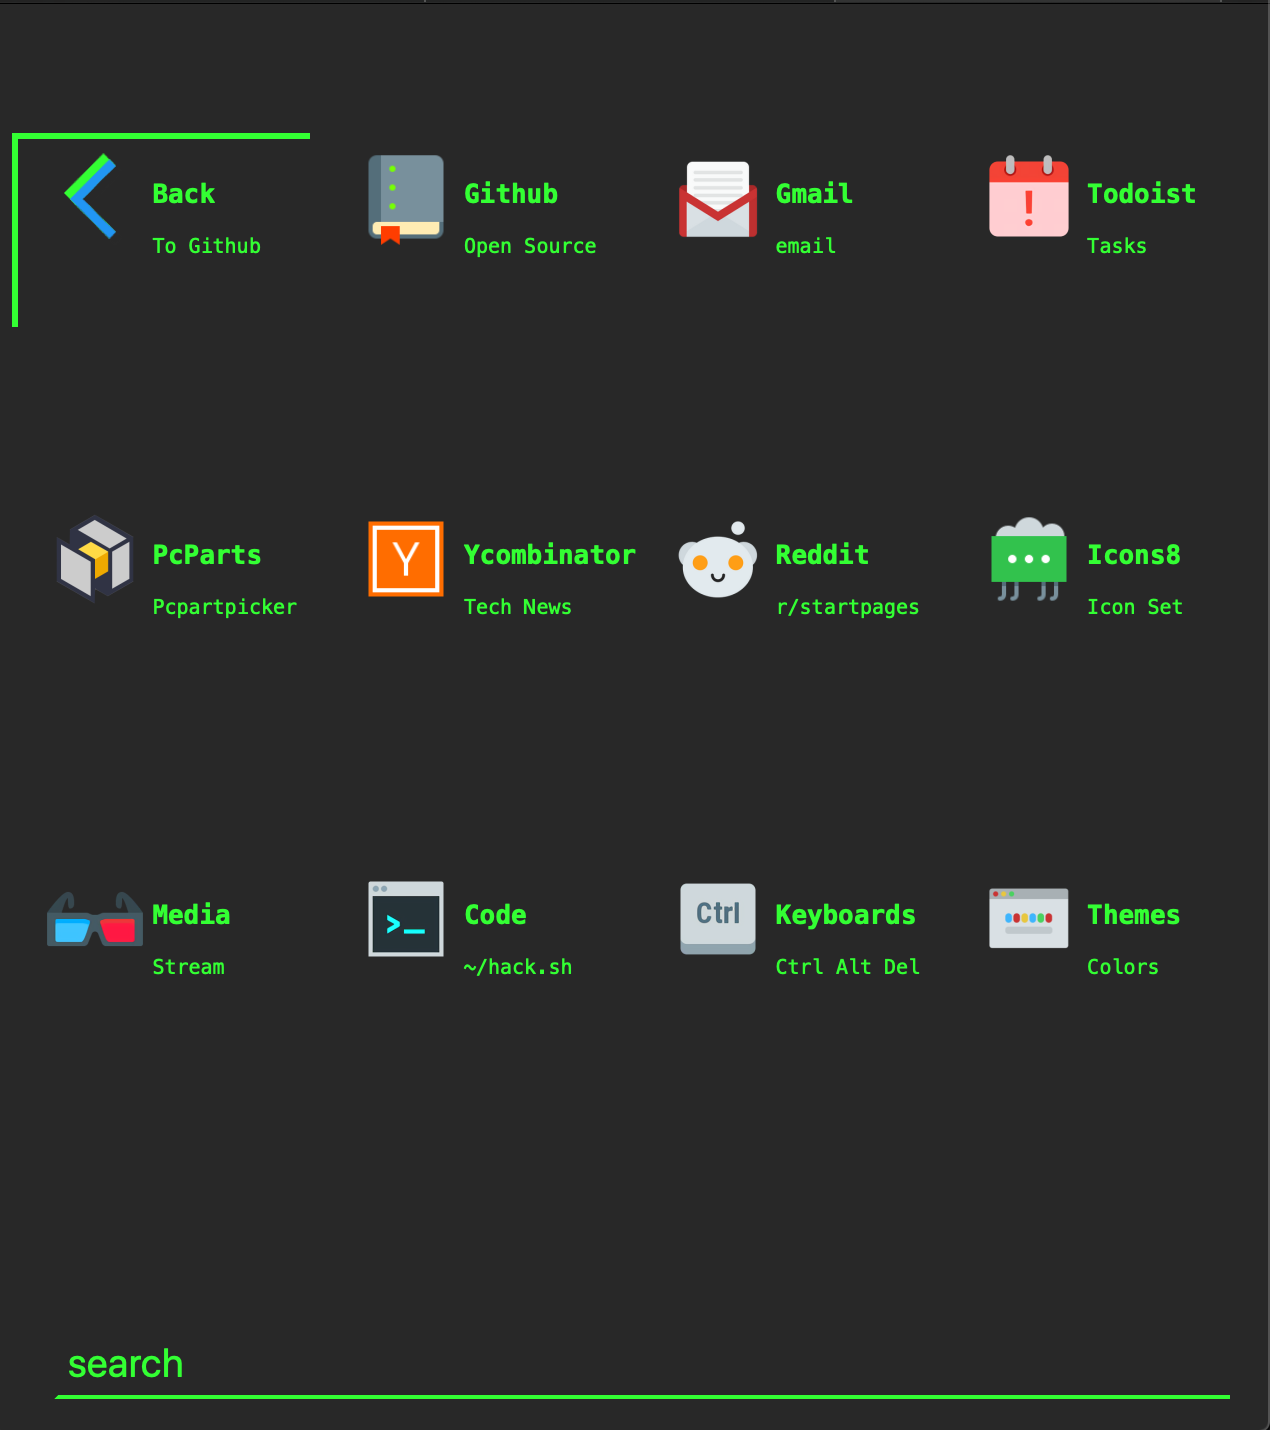 Back
To Github
Github
Open Source
Gmail
email
Todoist
Tasks
PcParts
Pcpartpicker
Y
Ycombinator
Tech News
Reddit
r/startpages
Icons8
Icon Set
Media
Stream
>_
Code
~/hack.sh
Ctrl
Keyboards
Ctrl Alt Del
Themes
Colors
search